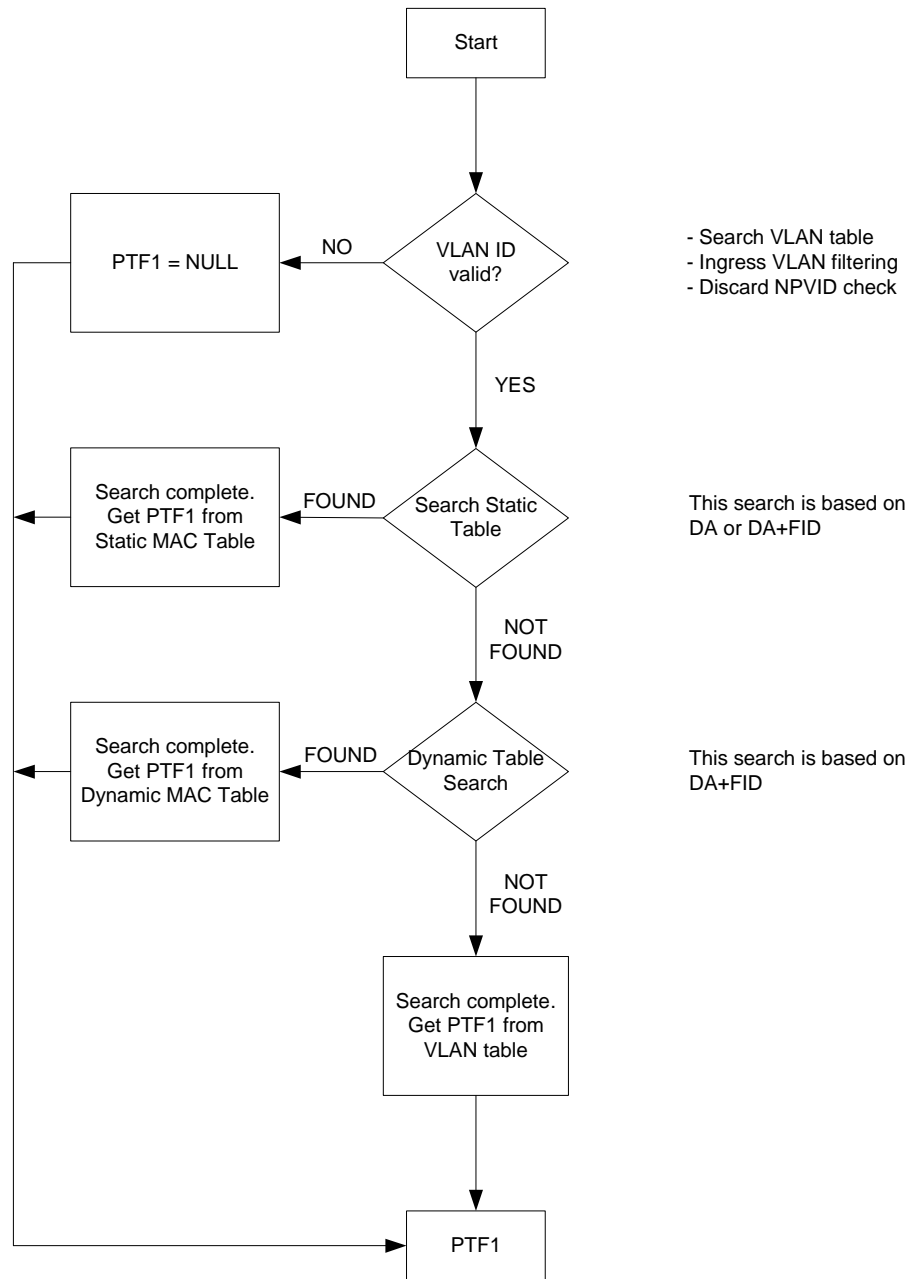 Start
VLAN ID
valid?
NO
PTF1 = NULL
- Search VLAN table
- Ingress VLAN filtering
- Discard NPVID check
YES
Search Static
Table
FOUND
Search complete.
Get PTF1 from
Static MAC Table
This search is based on
DA or DA+FID
NOT
FOUND
Dynamic Table
Search
FOUND
Search complete.
Get PTF1 from
Dynamic MAC Table
This search is based on
DA+FID
NOT
FOUND
Search complete.
Get PTF1 from
VLAN table
PTF1